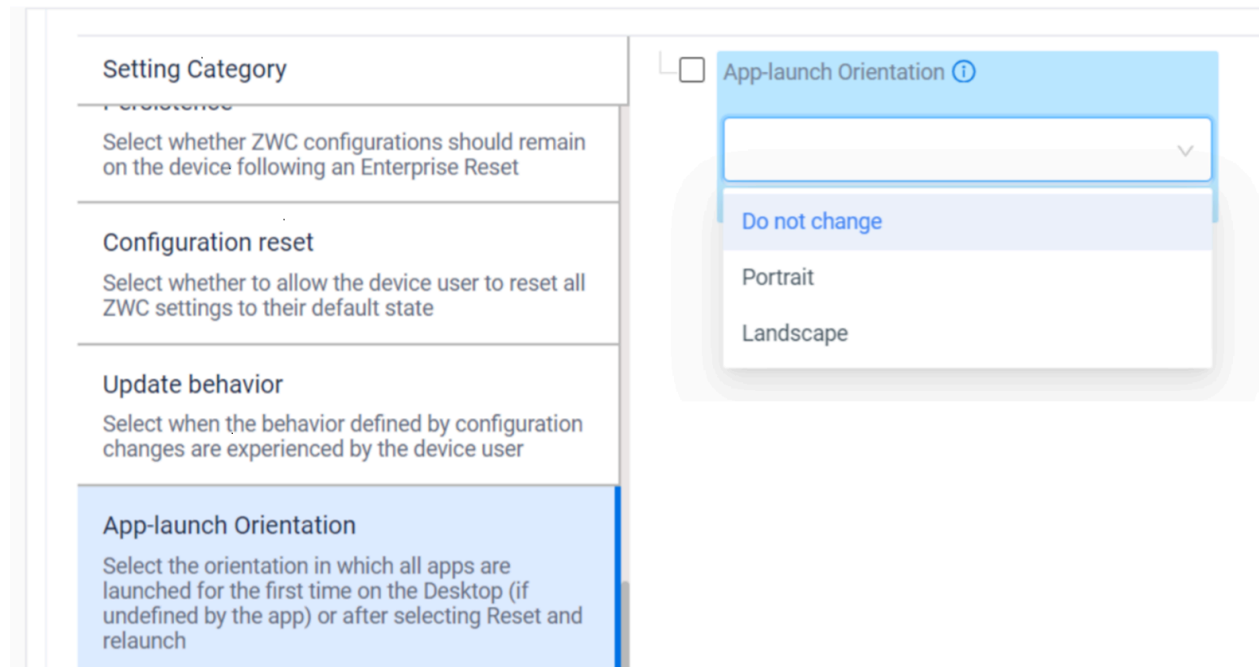 Setting Category
Persistence
Select whether ZWC configurations should remain
on the device following an Enterprise Reset
Configuration reset
Select whether to allow the device user to reset all
ZWC settings to their default state
Update behavior
Select when the behavior defined by configuration
changes are experienced by the device user
App-launch Orientation
Select the orientation in which all apps are
launched for the first time on the Desktop (if
undefined by the app) or after selecting Reset and
relaunch
App-launch Orientation
Do not change
Portrait
Landscape